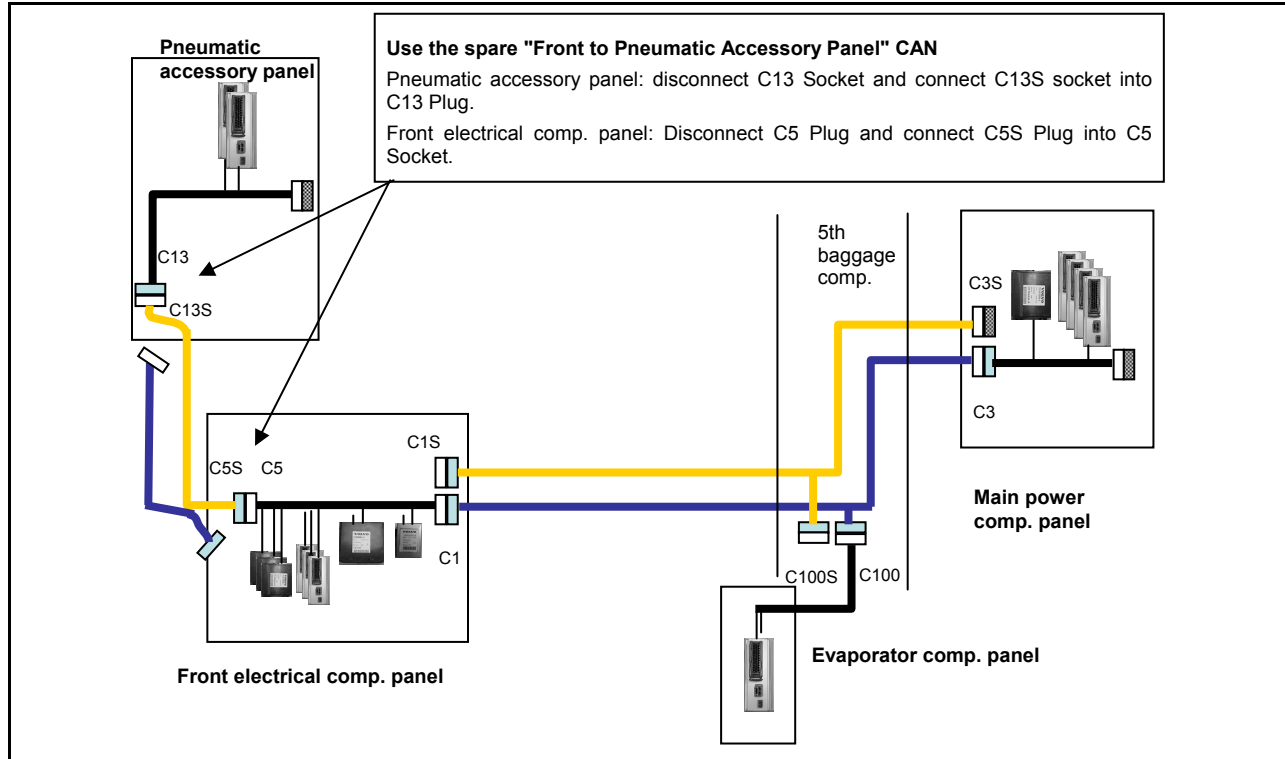 Pneumatic
accessory panel
Use the spare "Front to Pneumatic Accessory Panel" CAN
Pneumatic accessory panel: disconnect C13 Socket and connect C13S socket into
C13 Plug.
Front electrical comp. panel: Disconnect C5 Plug and connect C5S Plug into C5
Socket.
5th
baggage
comp.
C13
C13S
C3S
C3
C1S
C5S
C5
C1
Main power
comp. panel
C100S
C100
Evaporator comp. panel
Front electrical comp. panel